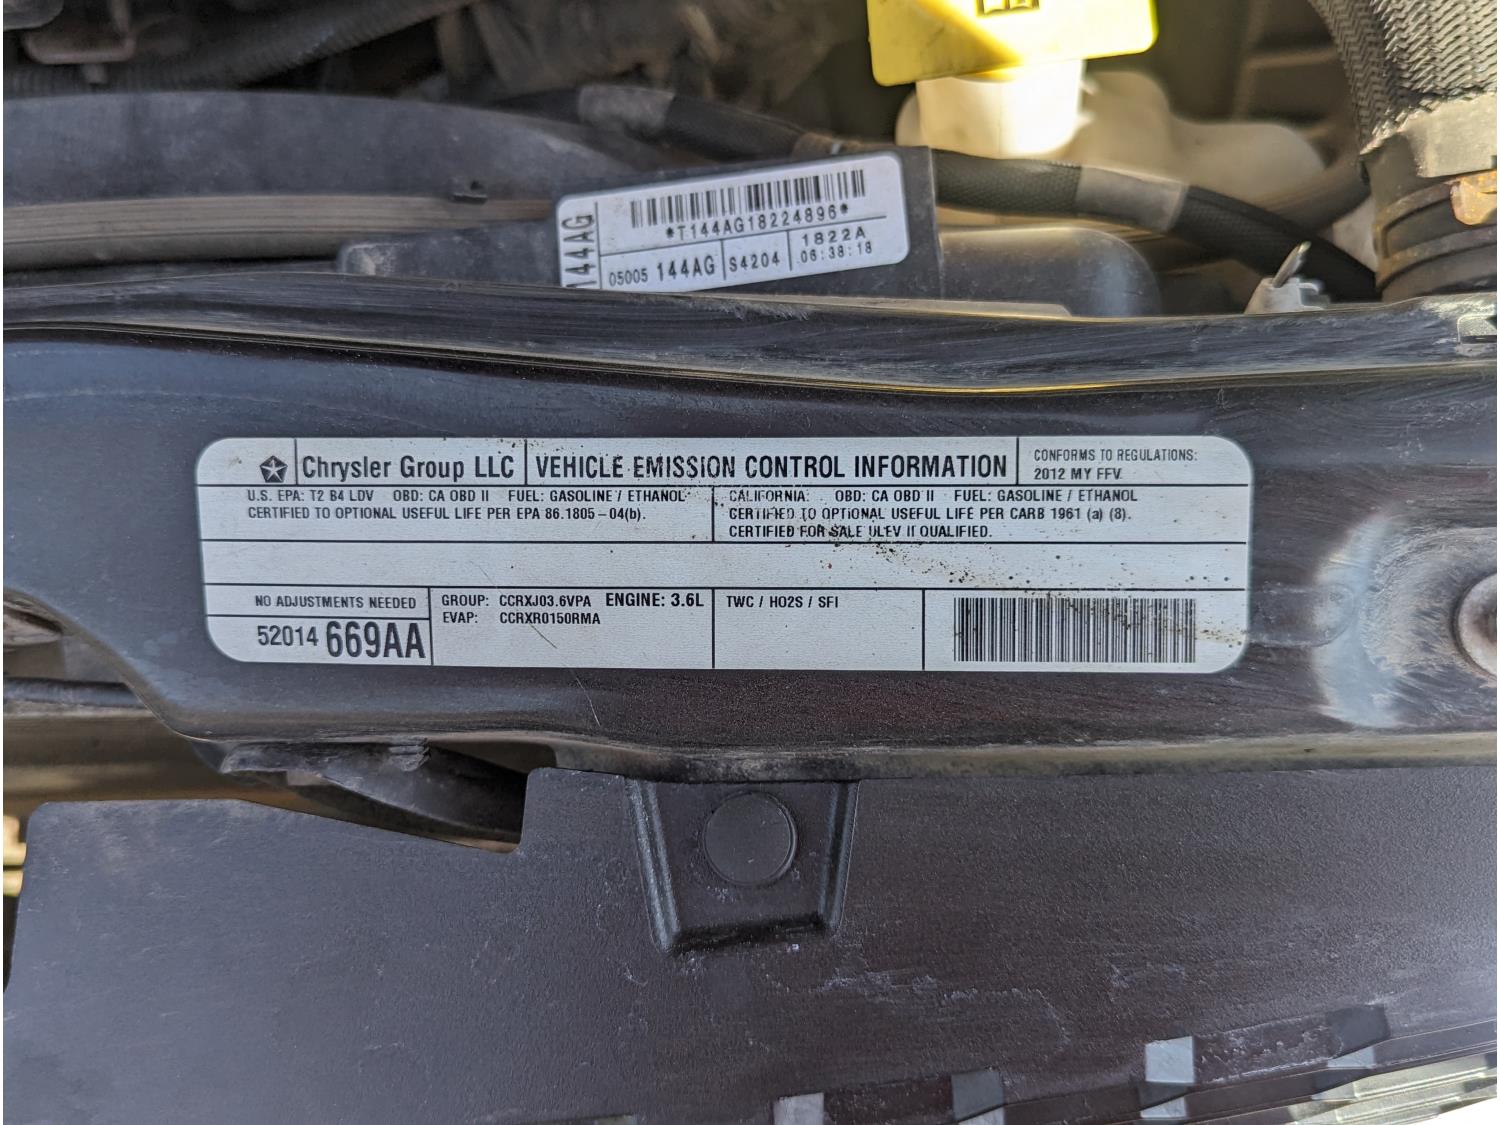 144AG
*T144AG18224896*
05005 144AG S4204 1822A 06:38:18
Chrysler Group LLC VEHICLE EMISSION CONTROL INFORMATION
CONFORMS TO REGULATIONS:
2012 MY FFV.
U.S. EPA: T2 B4 LDV OBD: CA OBD II FUEL: GASOLINE / ETHANOL
CERTIFIED TO OPTIONAL USEFUL LIFE PER EPA 86.1805-04(b).
CALIFORNIA: OBD: CA OBD II FUEL: GASOLINE / ETHANOL
CERTIFIED TO OPTIONAL USEFUL LIFE PER CARB 1961 (a) (8).
CERTIFIED FOR SALE ULEV II QUALIFIED.
NO ADJUSTMENTS NEEDED
52014 669AA
GROUP: CCRXJ03.6VPA ENGINE: 3.6L
EVAP: CCRXR0150RMA
TWC / HO2S / SFI